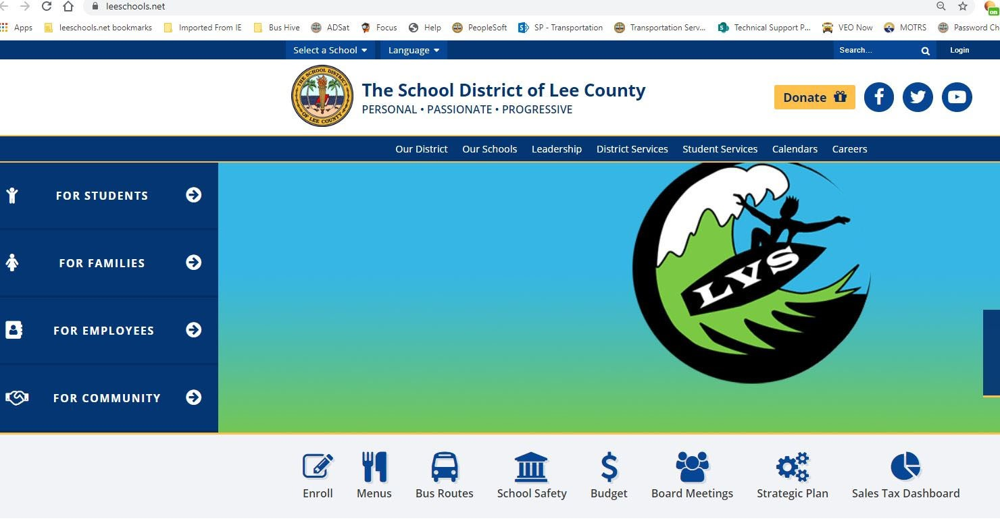 leeschools.net
on
Apps leeschools.net bookmarks Imported From IE Bus Hive ADSat Focus Help PeopleSoft SP - Transportation Transportation Serv... Technical Support P... VEO Now MOTRS Password Ch
Select a School Language Search... Login
THE SCHOOL DISTRICT
OF LEE COUNTY
The School District of Lee County
PERSONAL • PASSIONATE • PROGRESSIVE
Donate
Our District Our Schools Leadership District Services Student Services Calendars Careers
FOR STUDENTS
FOR FAMILIES
FOR EMPLOYEES
FOR COMMUNITY
LVS
Enroll Menus Bus Routes School Safety Budget Board Meetings Strategic Plan Sales Tax Dashboard